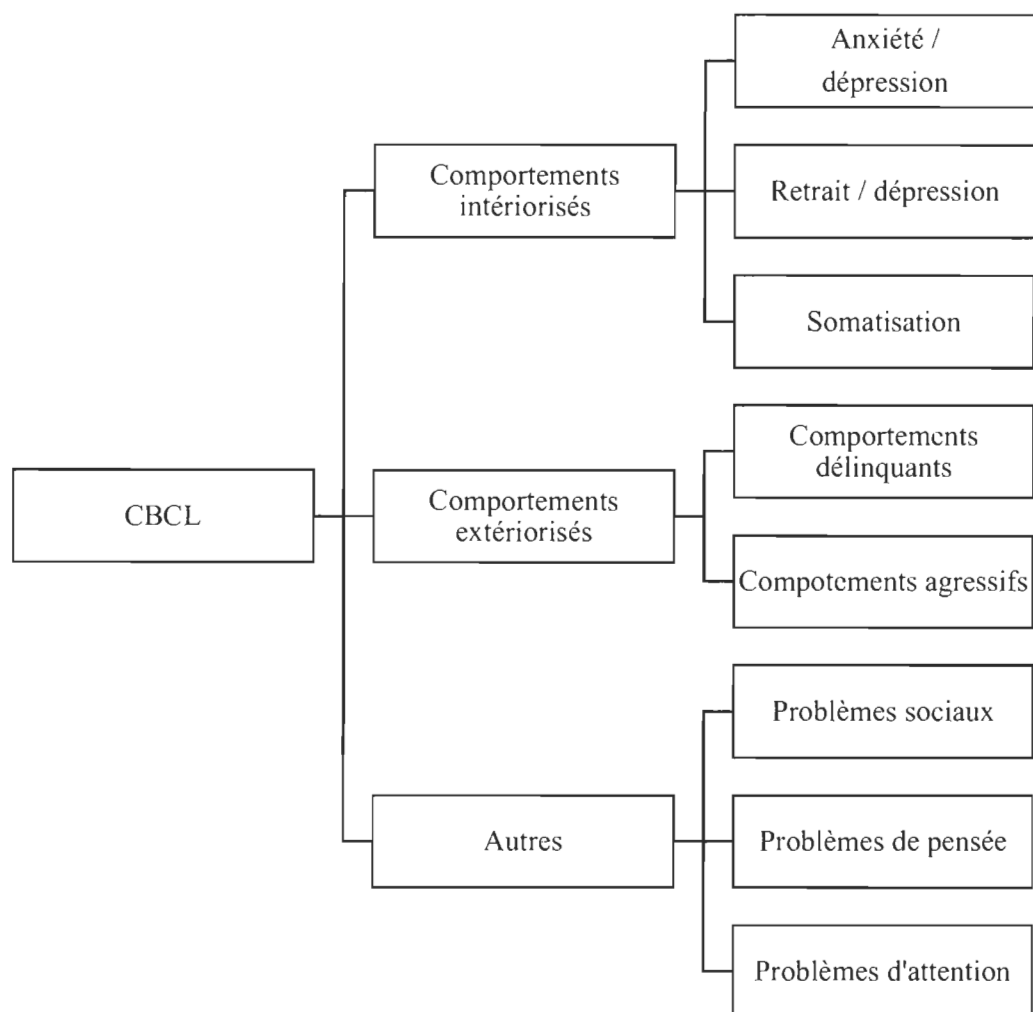 Anxiété /
dépression
Comportements
intériorisés
Retrait / dépression
Somatisation
Comportements
délinquants
CBCL
Comportements
extériorisés
Compotements agressifs
Problèmes sociaux
Autres
Problèmes de pensée
Problèmes d'attention